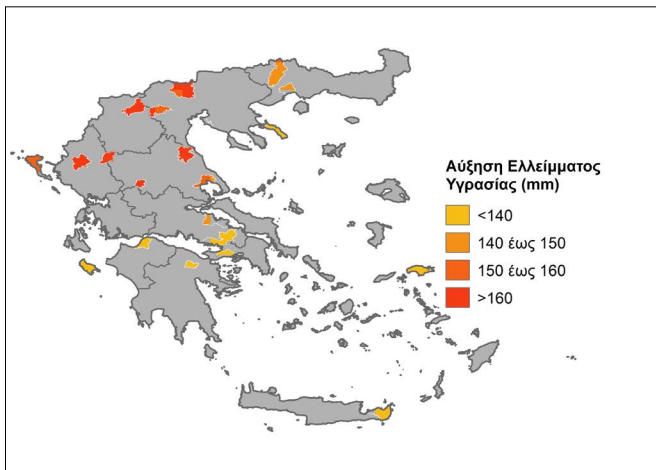 Αύξηση Ελλείμματος
Υγρασίας (mm)
<140
140 έως 150
150 έως 160
>160